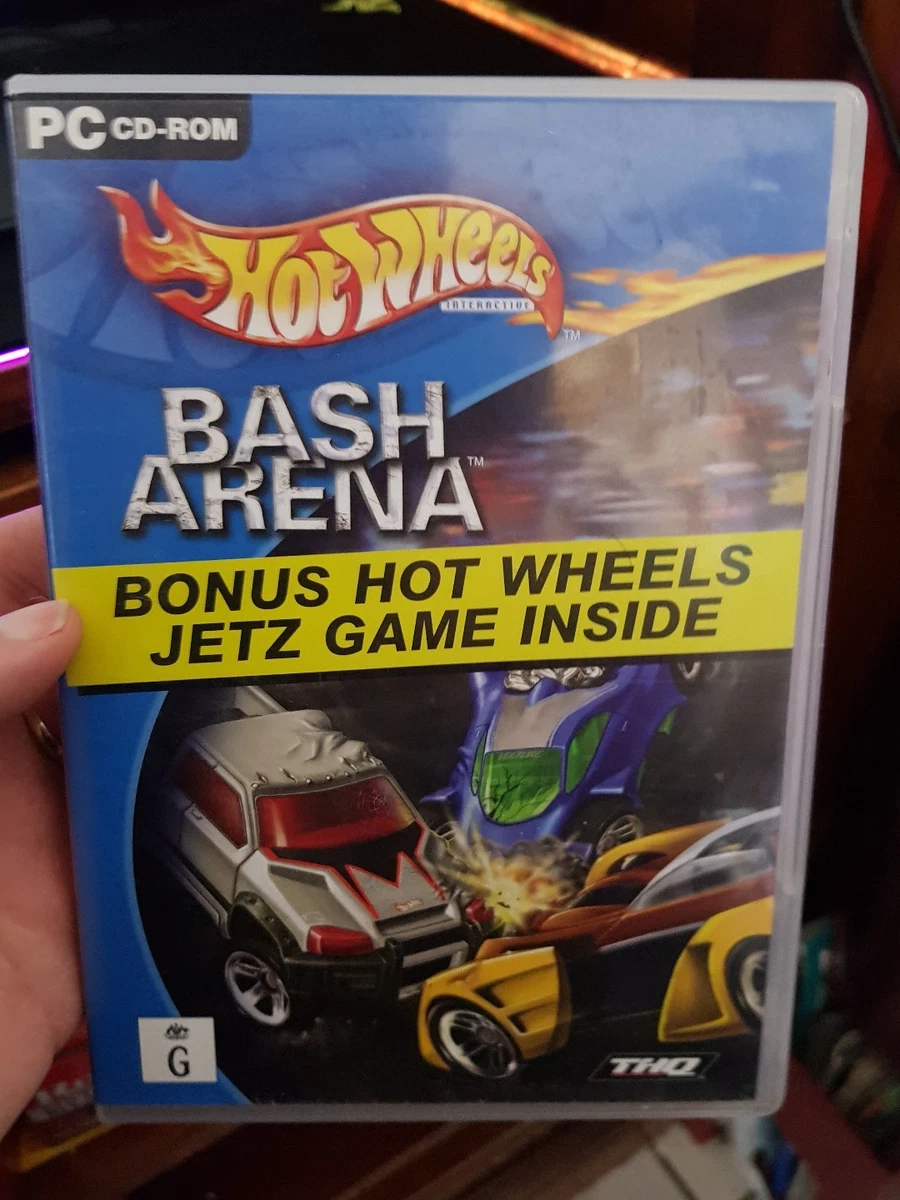 PC CD-ROM
HOT WHEELS
INTERACTIVE
TM
BASH
ARENA TM
BONUS HOT WHEELS
JETZ GAME INSIDE
G
THQ